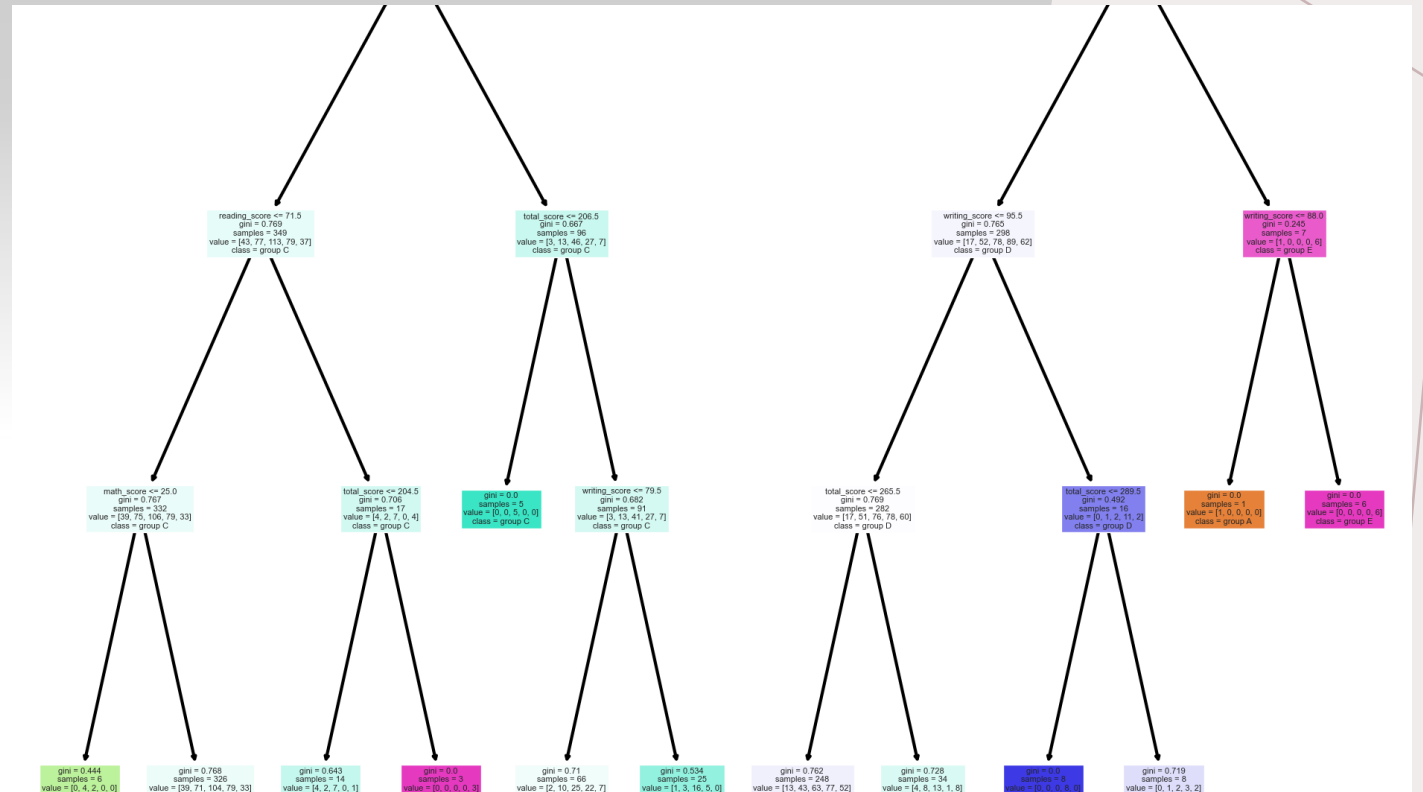 reading_score <= 71.5
gini = 0.769
samples = 349
value = [43, 77, 113, 79, 37]
class = group C
total_score <= 206.5
gini = 0.667
samples = 96
value = [3, 13, 46, 27, 7]
class = group C
writing_score <= 95.5
gini = 0.765
samples = 298
value = [17, 52, 78, 89, 62]
class = group D
writing_score <= 88.0
gini = 0.245
samples = 7
value = [1, 0, 0, 0, 6]
class = group E
math_score <= 25.0
gini = 0.767
samples = 332
value = [39, 75, 106, 79, 33]
class = group C
total_score <= 204.5
gini = 0.706
samples = 17
value = [4, 2, 7, 0, 4]
class = group C
gini = 0.0
samples = 5
value = [0, 0, 5, 0, 0]
class = group C
writing_score <= 79.5
gini = 0.682
samples = 91
value = [3, 13, 41, 27, 7]
class = group C
total_score <= 265.5
gini = 0.769
samples = 282
value = [17, 51, 76, 78, 60]
class = group D
total_score <= 289.5
gini = 0.492
samples = 16
value = [0, 1, 2, 11, 2]
class = group D
gini = 0.0
samples = 1
value = [1, 0, 0, 0, 0]
class = group A
gini = 0.0
samples = 6
value = [0, 0, 0, 0, 6]
class = group E
gini = 0.444
samples = 6
value = [0, 4, 2, 0, 0]
gini = 0.768
samples = 326
value = [39, 71, 104, 79, 33]
gini = 0.643
samples = 14
value = [4, 2, 7, 0, 1]
gini = 0.0
samples = 3
value = [0, 0, 0, 0, 3]
gini = 0.71
samples = 66
value = [2, 10, 25, 22, 7]
gini = 0.534
samples = 25
value = [1, 3, 16, 5, 0]
gini = 0.762
samples = 248
value = [13, 43, 63, 77, 52]
gini = 0.728
samples = 34
value = [4, 8, 13, 1, 8]
gini = 0.0
samples = 8
value = [0, 0, 0, 8, 0]
gini = 0.719
samples = 8
value = [0, 1, 2, 3, 2]